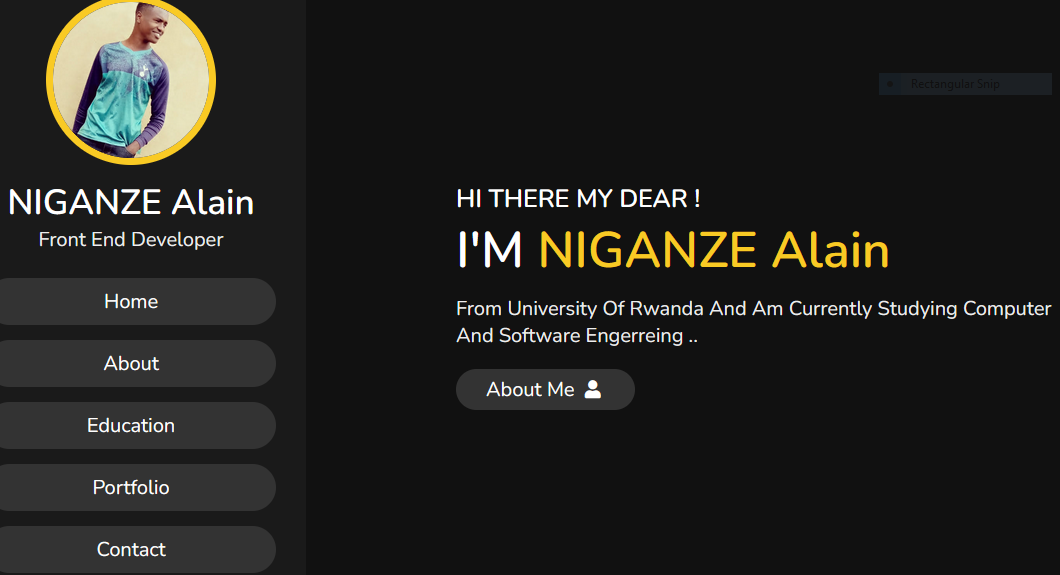 NIGANZE Alain
Front End Developer
Home
About
Education
Portfolio
Contact
Rectangular Snip
HI THERE MY DEAR !
I'M NIGANZE Alain
From University Of Rwanda And Am Currently Studying Computer
And Software Engerreing ..
About Me